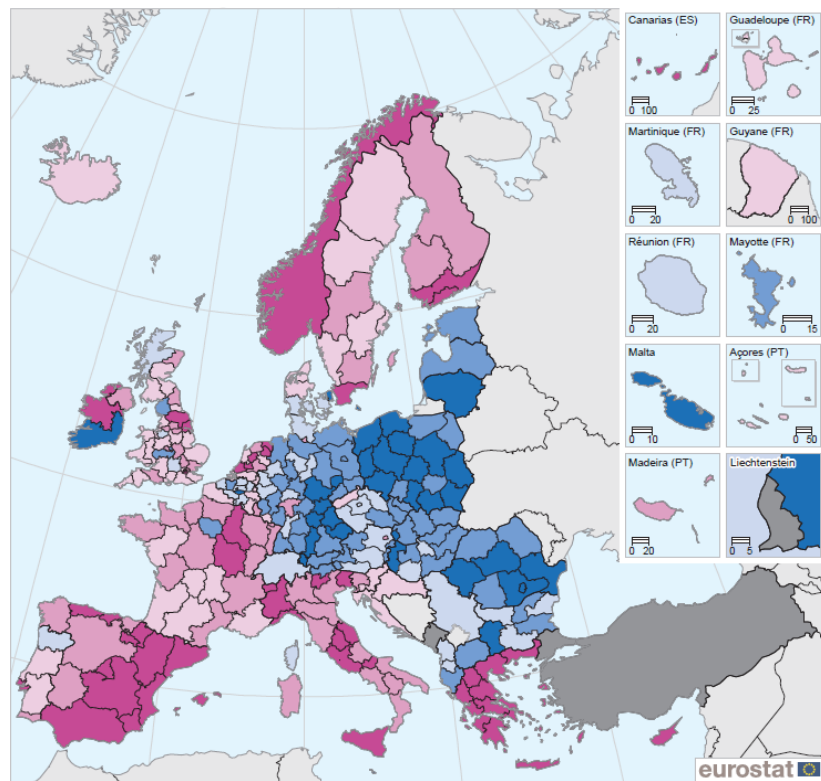 Canarias (ES)
0 100
Guadeloupe (FR)
0 25
Martinique (FR)
0 20
Guyane (FR)
0 100
Réunion (FR)
0 20
Mayotte (FR)
0 15
Malta
0 10
Açores (PT)
0 50
Madeira (PT)
0 20
Liechtenstein
0 5
eurostat